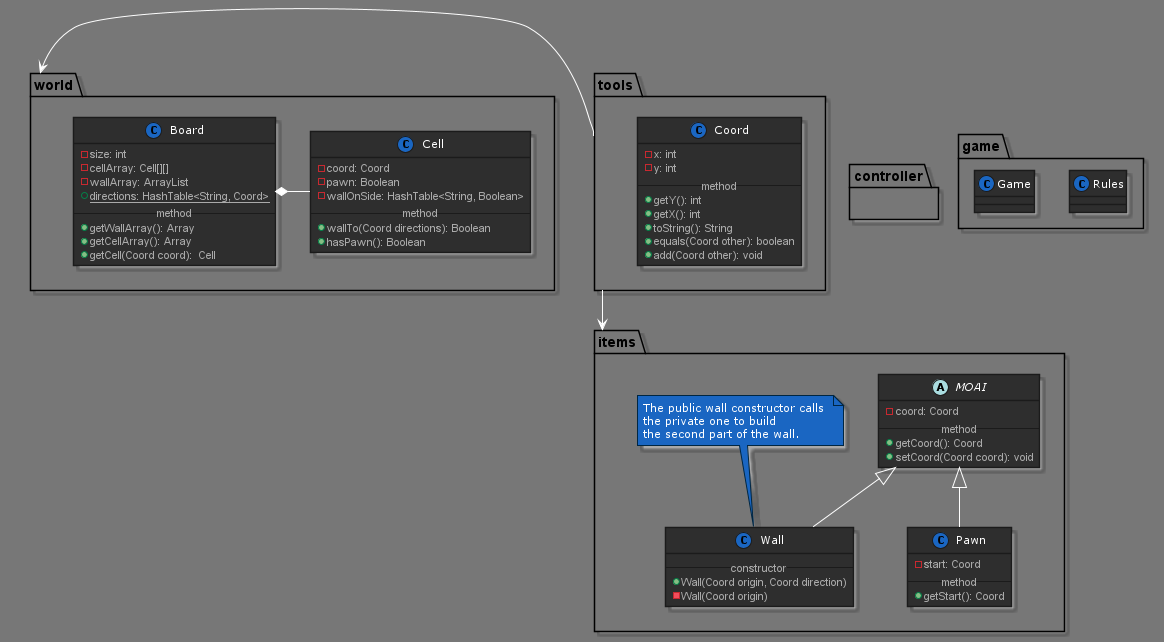 world
C Board
size: int
cellArray: Cell[][]
wallArray: ArrayList
directions: HashTable<String, Coord>
method
getWallArray(): Array
getCellArray(): Array
getCell(Coord coord): Cell
C Cell
coord: Coord
pawn: Boolean
wallOnSide: HashTable<String, Boolean>
method
wallTo(Coord directions): Boolean
hasPawn(): Boolean
tools
C Coord
x: int
y: int
method
getY(): int
getX(): int
toString(): String
equals(Coord other): boolean
add(Coord other): void
controller
game
C Game
C Rules
items
The public wall constructor calls
the private one to build
the second part of the wall.
A MOAI
coord: Coord
method
getCoord(): Coord
setCoord(Coord coord): void
C Wall
constructor
Wall(Coord origin, Coord direction)
Wall(Coord origin)
C Pawn
start: Coord
method
getStart(): Coord